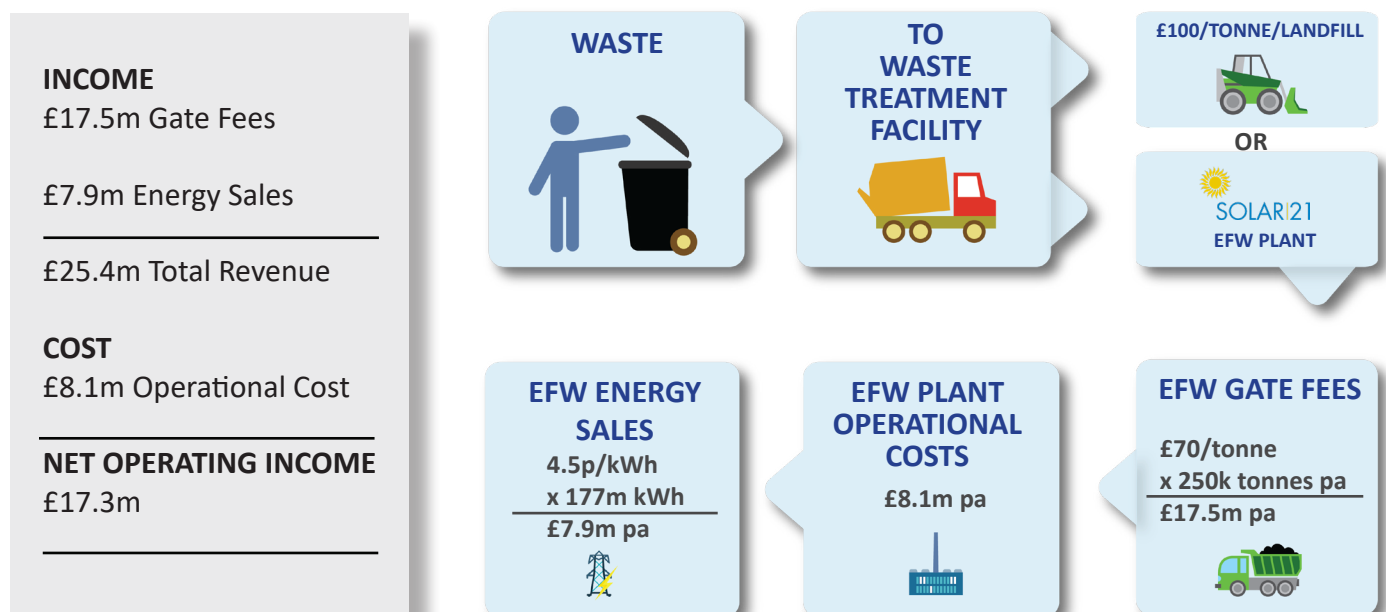 INCOME
£17.5m Gate Fees
£7.9m Energy Sales
£25.4m Total Revenue
COST
£8.1m Operational Cost
NET OPERATING INCOME
£17.3m
WASTE
TO
WASTE
TREATMENT
FACILITY
£100/TONNE/LANDFILL
OR
SOLAR|21
EFW PLANT
EFW ENERGY
SALES
4.5p/kWh
x 177m kWh
£7.9m pa
EFW PLANT
OPERATIONAL
COSTS
£8.1m pa
EFW GATE FEES
£70/tonne
x 250k tonnes pa
£17.5m pa